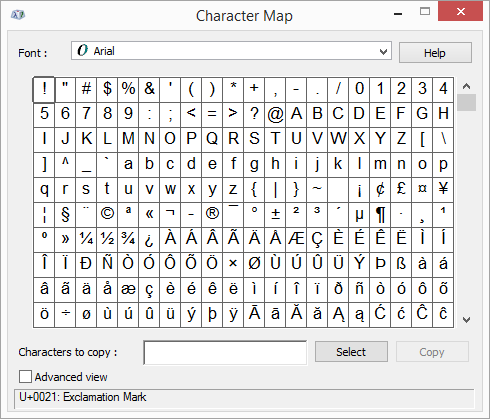 Character Map
Font : O Arial Help
! " # $ % & ' ( ) * + , - . / 0 1 2 3 4
5 6 7 8 9 : ; < = > ? @ A B C D E F G H
I J K L M N O P Q R S T U V W X Y Z [ \
] ^ _ ` a b c d e f g h i j k l m n o p
q r s t u v w x y z { | } ~   ¡ ¢ £ ¤ ¥
¦ § ¨ © ª « ¬ - ® ¯ ° ± ² ³ ´ µ ¶ · ¸ ¹
º » ¼ ½ ¾ ¿ À Á Â Ã Ä Å Æ Ç È É Ê Ë Ì Í
Î Ï Ð Ñ Ò Ó Ô Õ Ö × Ø Ù Ú Û Ü Ý Þ ß à á
â ã ä å æ ç è é ê ë ì í î ï ð ñ ò ó ô õ
ö ÷ ø ù ú û ü ý þ ÿ Ā ā Ă ă Ą ą Ć ć Ĉ ĉ
Characters to copy : Select Copy
Advanced view
U+0021: Exclamation Mark